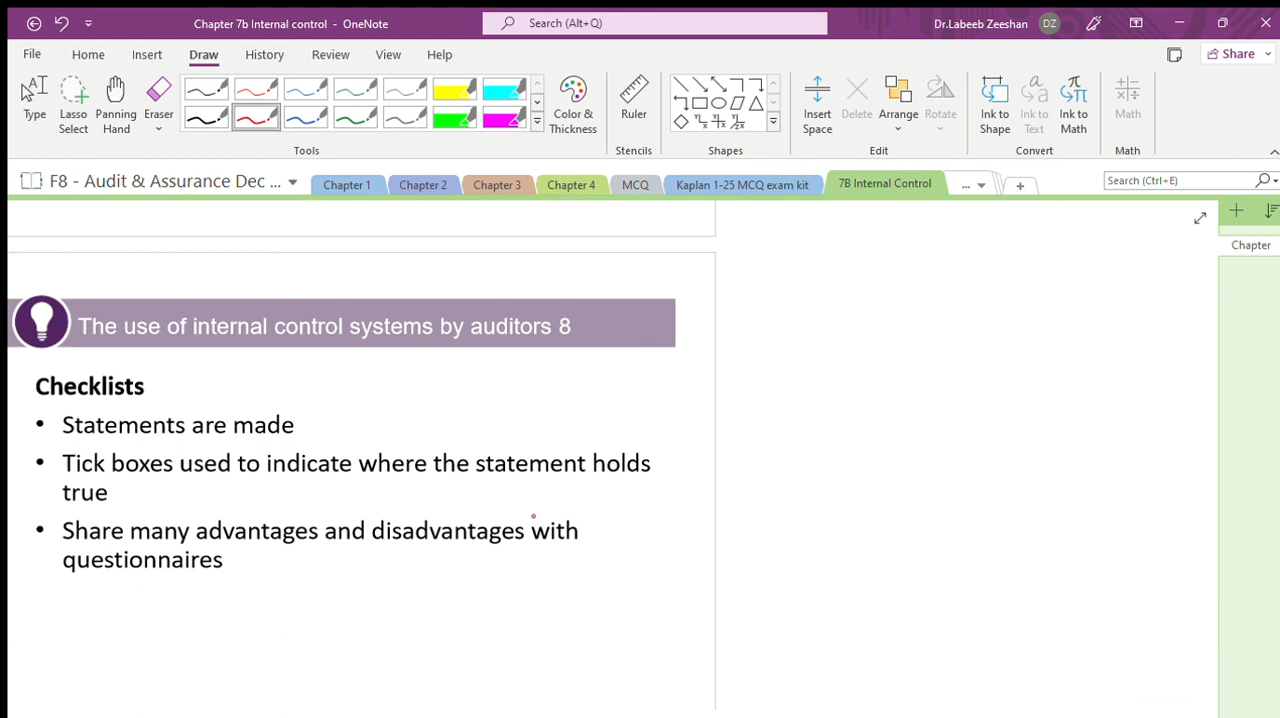 Chapter 7b Internal control - OneNote
Search (Alt+Q)
Dr.Labeeb Zeeshan
DZ
File
Home
Insert
Draw
History
Review
View
Help
Share
Type
Lasso
Select
Panning
Hand
Eraser
Color &
Thickness
Ruler
Insert
Space
Delete
Arrange
Rotate
Ink to
Shape
Ink to
Text
Ink to
Math
Math
Tools
Stencils
Shapes
Edit
Convert
Math
F8 - Audit & Assurance Dec ...
Chapter 1
Chapter 2
Chapter 3
Chapter 4
MCQ
Kaplan 1-25 MCQ exam kit
7B Internal Control
...
Search (Ctrl+E)
Chapter
The use of internal control systems by auditors 8
Checklists
• Statements are made
• Tick boxes used to indicate where the statement holds
true
• Share many advantages and disadvantages with
questionnaires